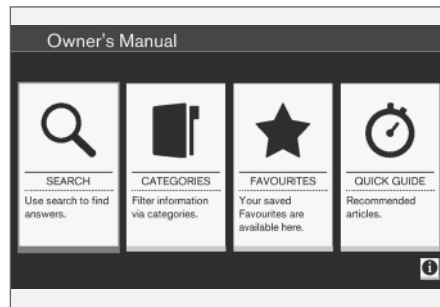 Owner's Manual
SEARCH
Use search to find
answers.
CATEGORIES
Filter information
via categories.
FAVOURITES
Your saved
Favourites are
available here.
QUICK GUIDE
Recommended
articles.
i